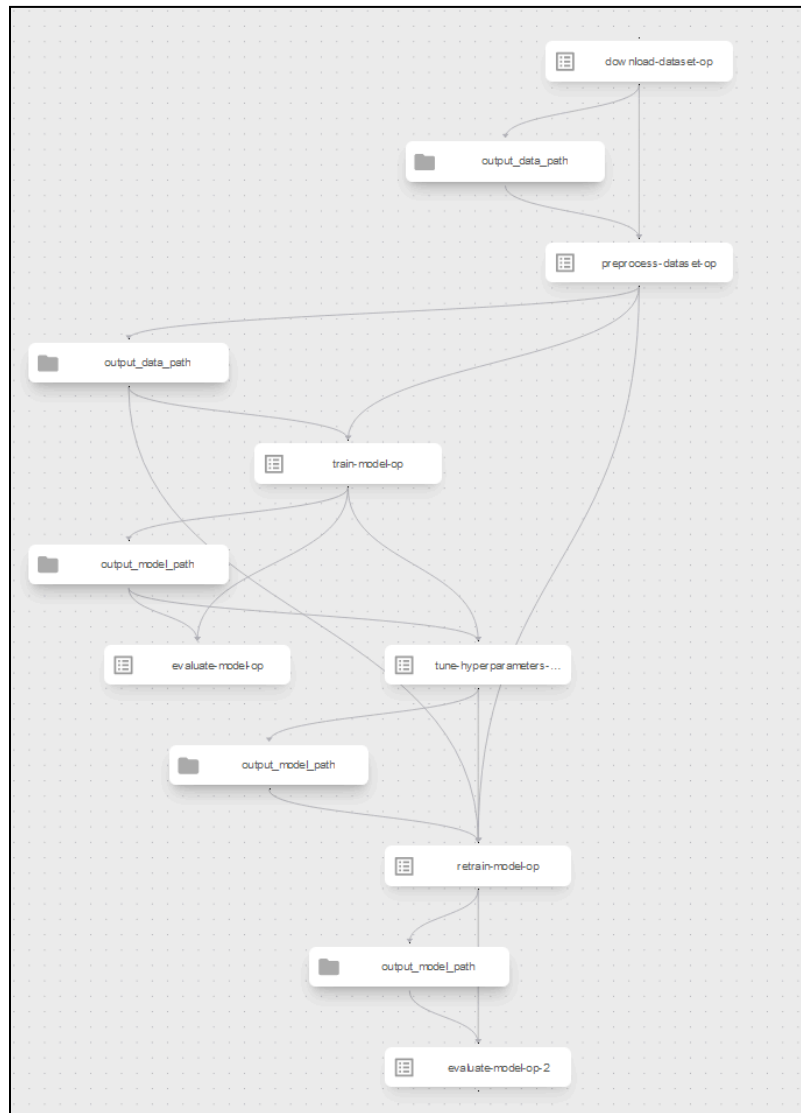 download-dataset-op
output_data_path
preprocess-dataset-op
output_data_path
train-model-op
output_model_path
evaluate-model-op
tune-hyperparameters-...
output_model_path
retrain-model-op
output_model_path
evaluate-model-op-2